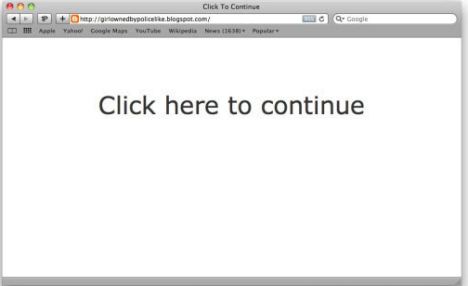 Click To Continue
http://girlownedbypolicelike.blogspot.com/
Google
Apple Yahoo! Google Maps YouTube Wikipedia News (1638) Popular
Click here to continue